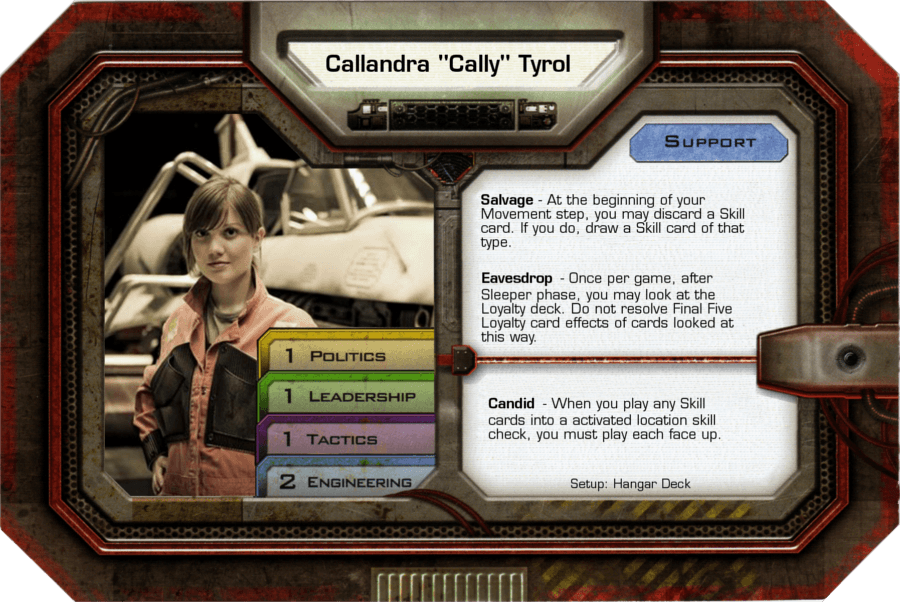 Callandra "Cally" Tyrol
Support
Salvage - At the beginning of your
Movement step, you may discard a Skill
card. If you do, draw a Skill card of that
type.
Eavesdrop - Once per game, after
Sleeper phase, you may look at the
Loyalty deck. Do not resolve Final Five
Loyalty card effects of cards looked at
this way.
Candid - When you play any Skill
cards into a activated location skill
check, you must play each face up.
Setup: Hangar Deck
1 Politics
1 Leadership
1 Tactics
2 Engineering